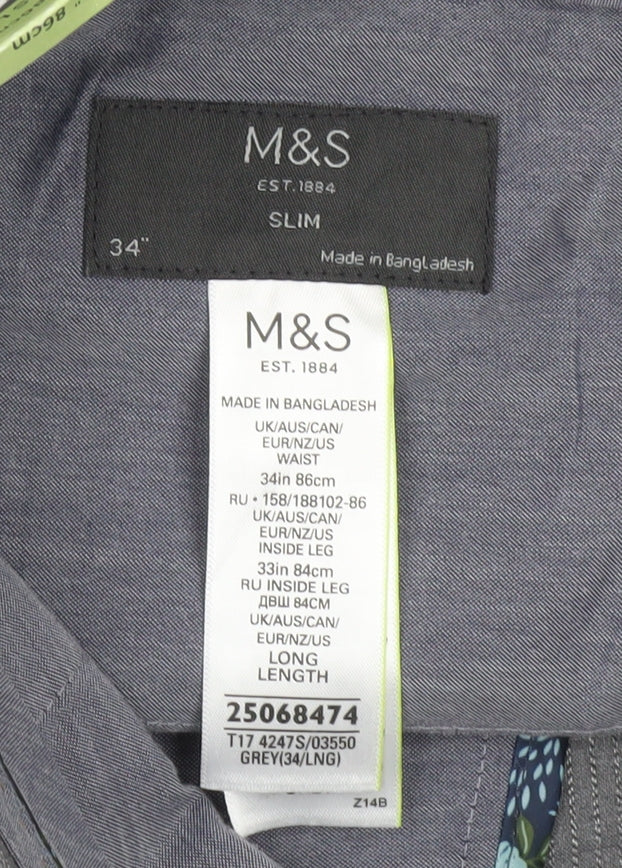 86cm
M&S
EST.1884
SLIM
34"
Made in Bangladesh
M&S
EST. 1884
MADE IN BANGLADESH
UK/AUS/CAN/
EUR/NZ/US
WAIST
34in 86cm
RU • 158/188102-86
UK/AUS/CAN/
EUR/NZ/US
INSIDE LEG
33in 84cm
RU INSIDE LEG
ДВШ 84СМ
UK/AUS/CAN/
EUR/NZ/US
LONG
LENGTH
25068474
T17 4247S/03550
GREY(34/LNG)
Z14B